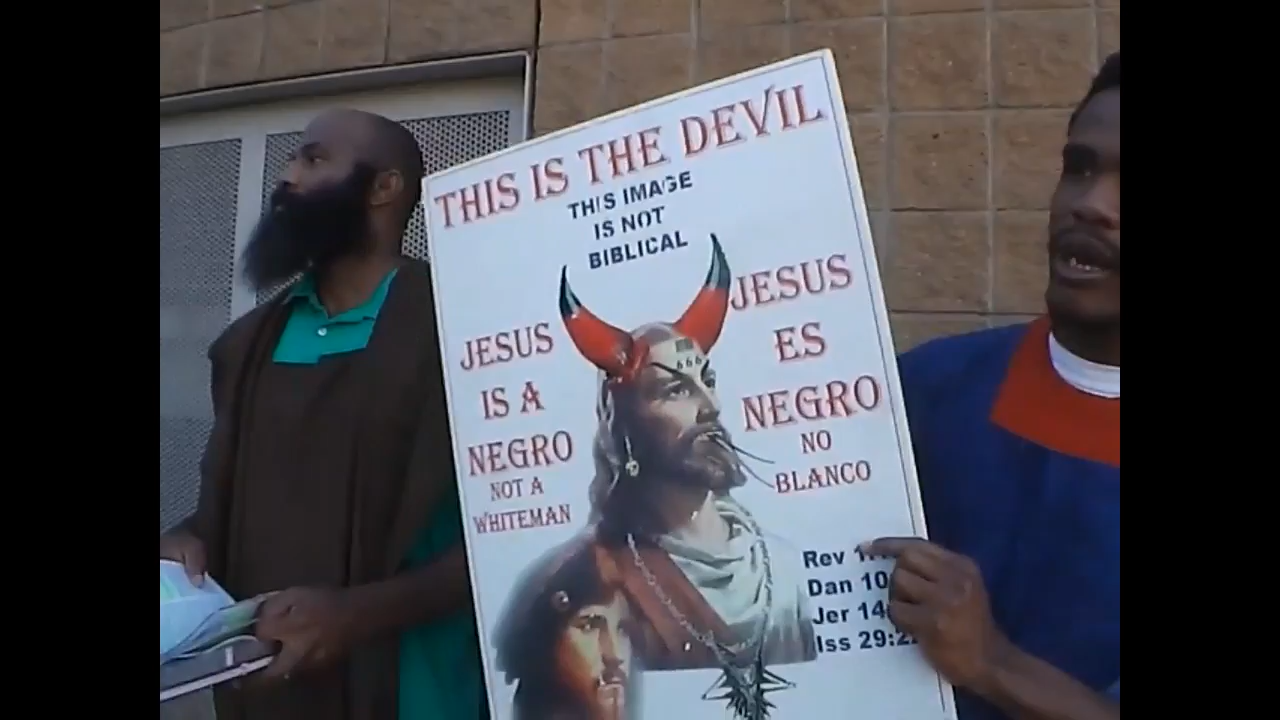 THIS IS THE DEVIL
THIS IMAGE
IS NOT
BIBLICAL
JESUS
IS A
NEGRO
NOT A
WHITEMAN
666
JESUS
ES
NEGRO
NO
BLANCO
Rev
Dan 10
Jer 14
Iss 29:2